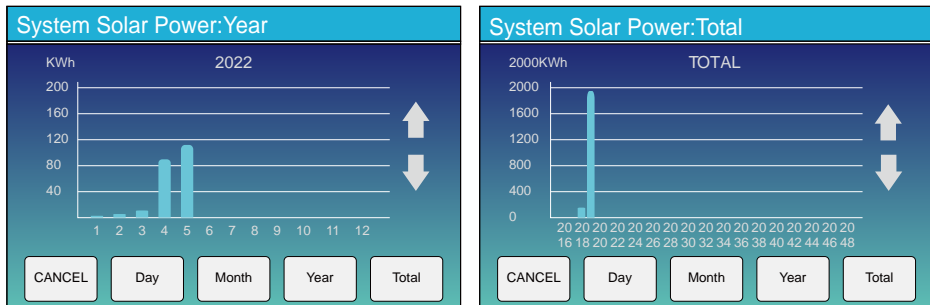 System Solar Power:Year
KWh 2022
200
160
120
80
40
1 2 3 4 5 6 7 8 9 10 11 12
CANCEL Day Month Year Total
System Solar Power:Total
2000KWh TOTAL
2000
1600
1200
800
400
0
20 20 20 20 20 20 20 20 20 20 20 20 20 20 20 20 20
16 18 20 22 24 26 28 30 32 34 36 38 40 42 44 46 48
CANCEL Day Month Year Total